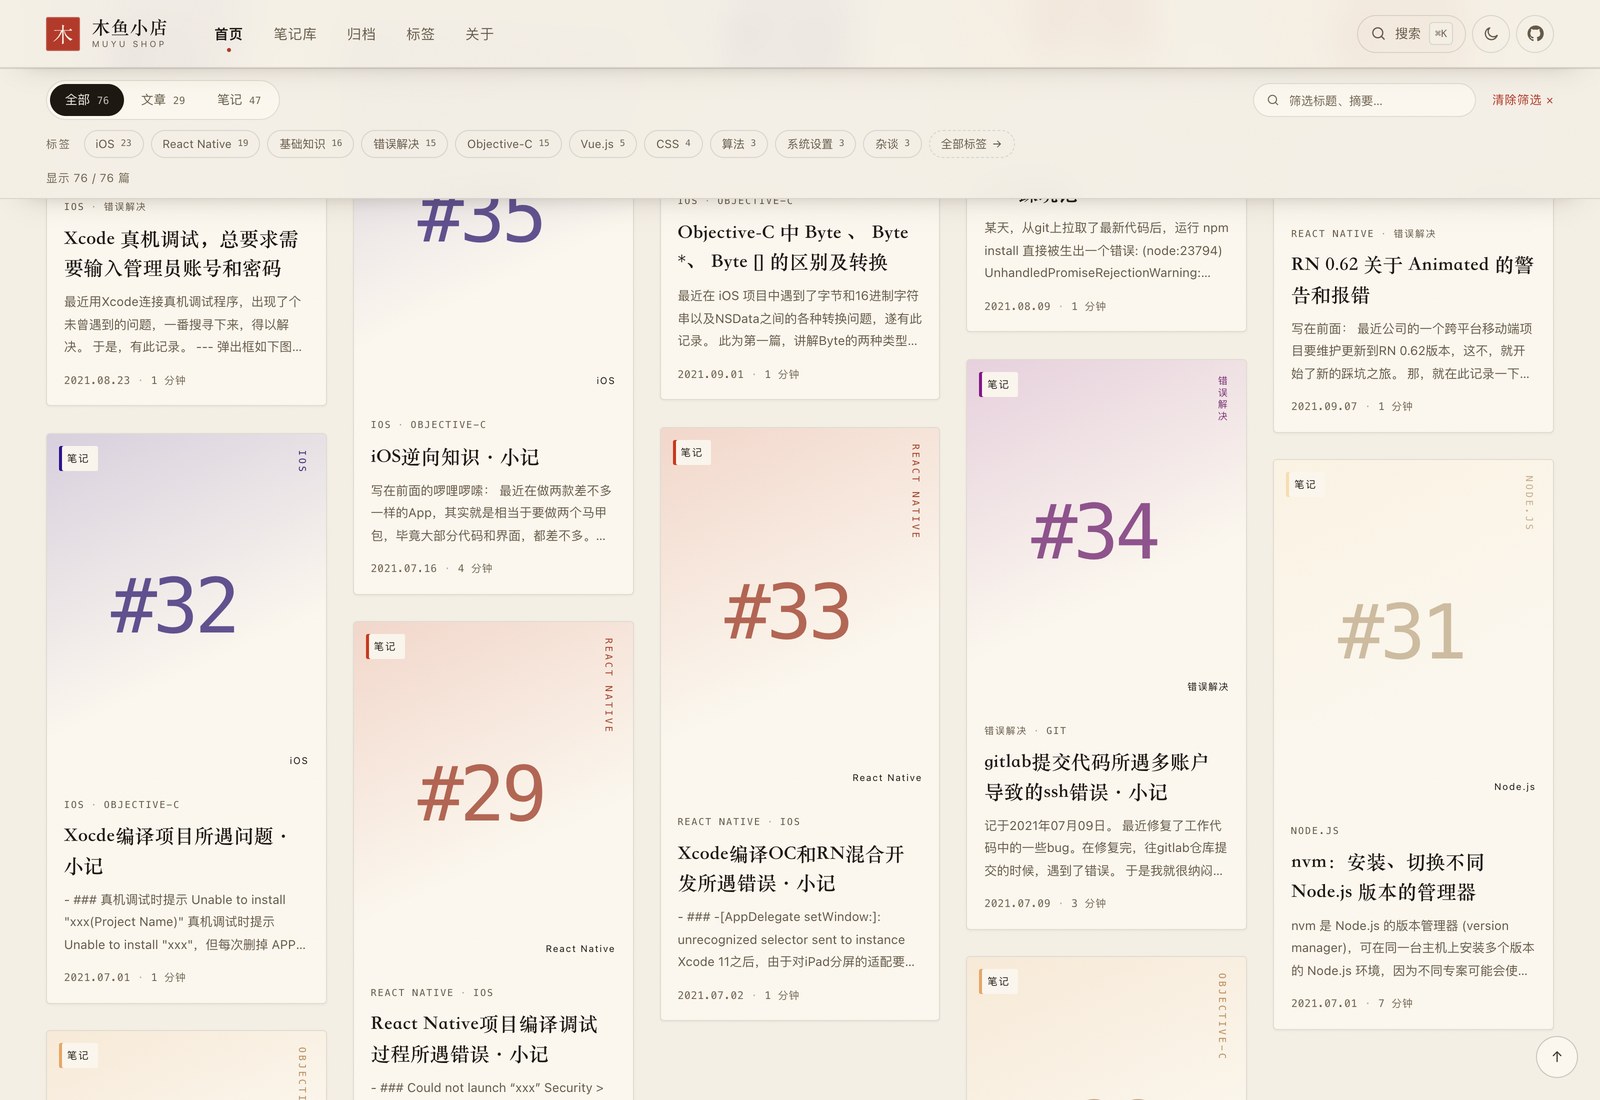 木
木鱼小店
MUYU SHOP
首页
笔记库
归档
标签
关于
搜索 ⌘K
全部 76
文章 29
笔记 47
筛选标题、摘要...
清除筛选 ×
标签
iOS 23
React Native 19
基础知识 16
错误解决 15
Objective-C 15
Vue.js 5
CSS 4
算法 3
系统设置 3
杂谈 3
全部标签 →
显示 76 / 76 篇
IOS · 错误解决
Xcode 真机调试，总要求需
要输入管理员账号和密码
最近用Xcode连接真机调试程序，出现了个
未曾遇到的问题，一番搜寻下来，得以解
决。 于是，有此记录。 --- 弹出框如下图...
2021.08.23 · 1 分钟
笔记
IOS
#32
iOS
IOS · OBJECTIVE-C
Xocde编译项目所遇问题 ·
小记
- ### 真机调试时提示 Unable to install
"xxx(Project Name)" 真机调试时提示
Unable to install "xxx"，但每次删掉 APP...
2021.07.01 · 1 分钟
笔记
#35
iOS
IOS · OBJECTIVE-C
iOS逆向知识 · 小记
写在前面的啰哩啰嗦： 最近在做两款差不多
一样的App，其实就是相当于要做两个马甲
包，毕竟大部分代码和界面，都差不多。...
2021.07.16 · 4 分钟
笔记
REACT NATIVE
#29
React Native
REACT NATIVE · IOS
React Native项目编译调试
过程所遇错误 · 小记
- ### Could not launch “xxx” Security >
IOS · OBJECTIVE-C
Objective-C 中 Byte 、 Byte
*、 Byte [] 的区别及转换
最近在 iOS 项目中遇到了字节和16进制字符
串以及NSData之间的各种转换问题，遂有此
记录。 此为第一篇，讲解Byte的两种类型...
2021.09.01 · 1 分钟
笔记
REACT NATIVE
#33
React Native
REACT NATIVE · IOS
Xcode编译OC和RN混合开
发所遇错误 · 小记
- ### -[AppDelegate setWindow:]:
unrecognized selector sent to instance
Xcode 11之后，由于对iPad分屏的适配要...
2021.07.02 · 1 分钟
某天，从git上拉取了最新代码后，运行 npm
install 直接被生出一个错误: (node:23794)
UnhandledPromiseRejectionWarning:...
2021.08.09 · 1 分钟
笔记
错误解决
#34
错误解决
错误解决 · GIT
gitlab提交代码所遇多账户
导致的ssh错误 · 小记
记于2021年07月09日。 最近修复了工作代
码中的一些bug。在修复完，往gitlab仓库提
交的时候，遇到了错误。 于是我就很纳闷...
2021.07.09 · 3 分钟
笔记
OBJECTIVE-C
REACT NATIVE · 错误解决
RN 0.62 关于 Animated 的警
告和报错
写在前面： 最近公司的一个跨平台移动端项
目要维护更新到RN 0.62版本，这不，就开
始了新的踩坑之旅。 那，就在此记录一下...
2021.09.07 · 1 分钟
笔记
NODE.JS
#31
Node.js
NODE.JS
nvm：安装、切换不同
Node.js 版本的管理器
nvm 是 Node.js 的版本管理器 (version
manager)，可在同一台主机上安装多个版本
的 Node.js 环境，因为不同专案可能会使...
2021.07.01 · 7 分钟